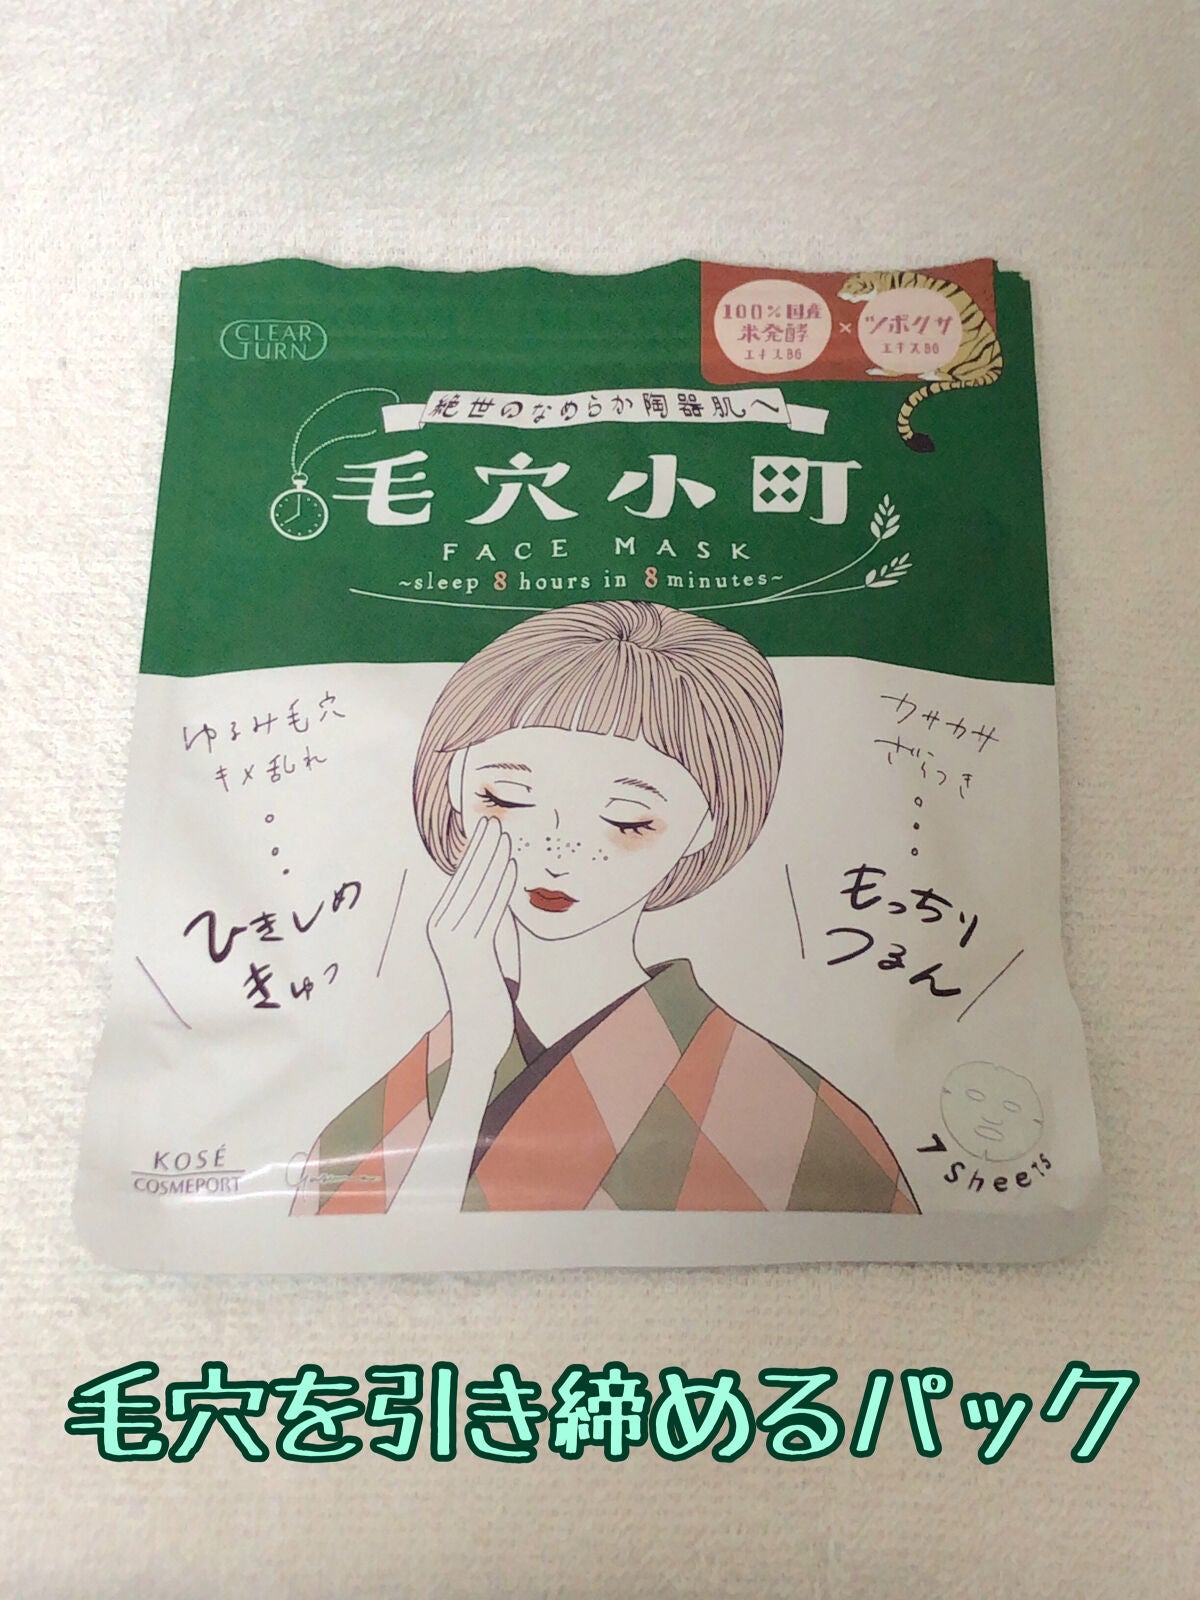 CLEAR
TURN
100%国産
米発酵
エキスBG
×
ツボクサ
エキスBG
絶世のなめらか陶器肌へ
毛穴小町
FACE MASK
~sleep 8 hours in 8 minutes~
ゆるみ毛穴
キメ乱れ
ひきしめ
きゅっ
カサカサ
ざらつき
もっちり
つるん
KOSÉ
COSMEPORT
7 Sheets
毛穴を引き締めるパック